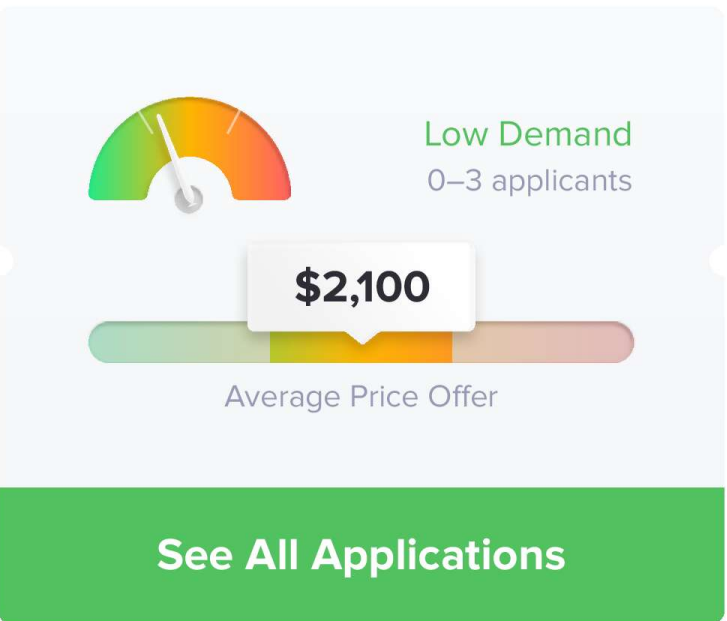 Low Demand
0–3 applicants
$2,100
Average Price Offer
See All Applications